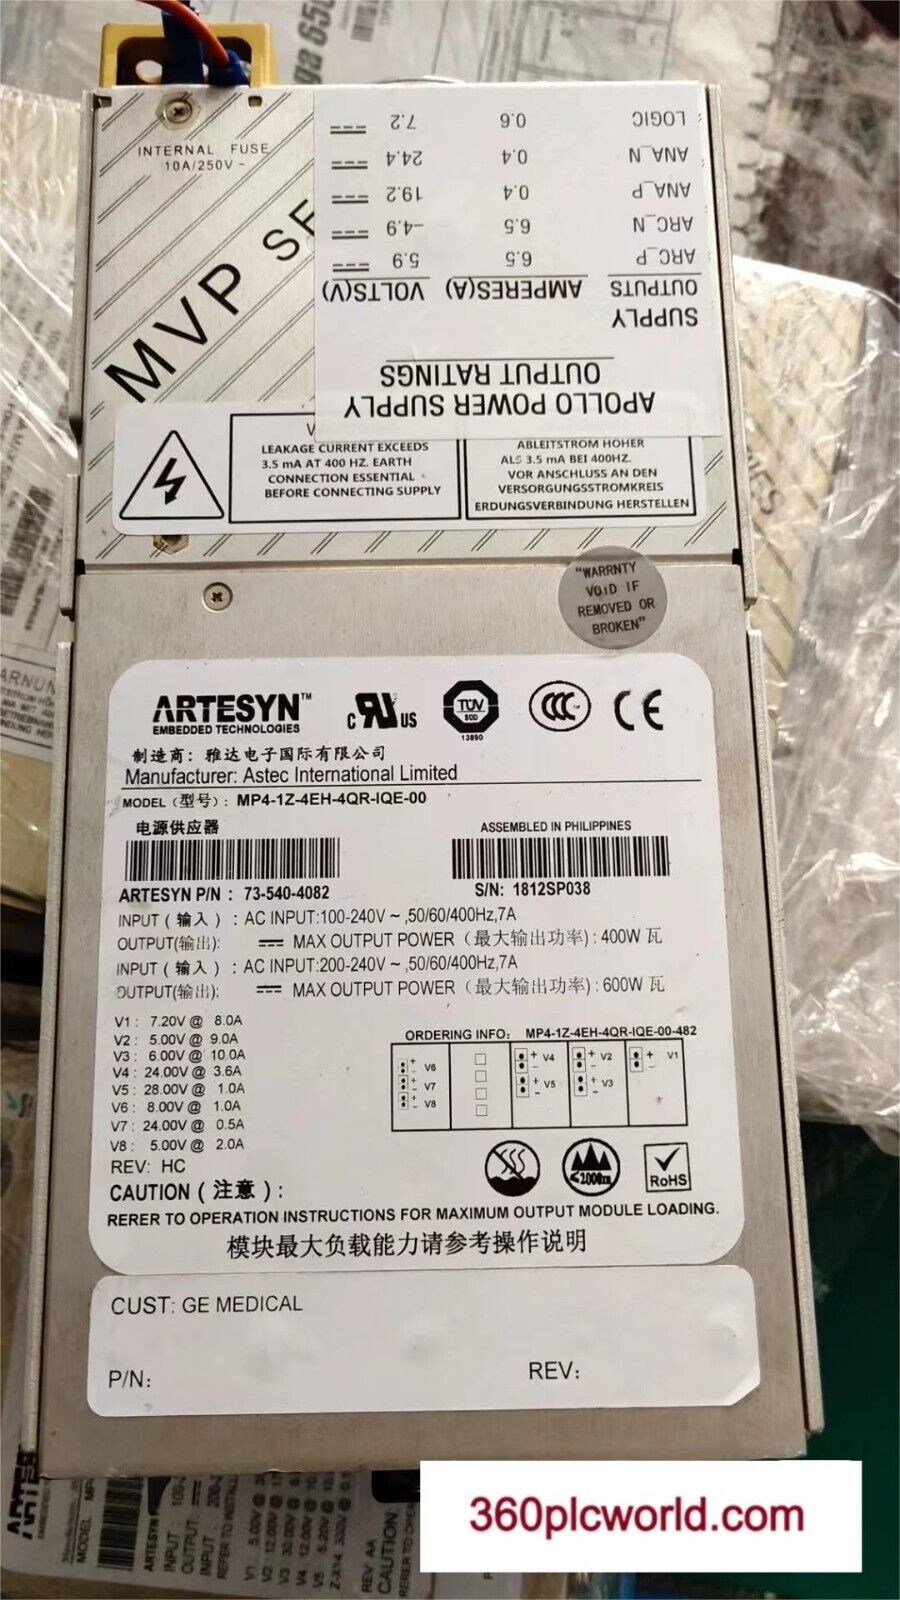 INTERNAL FUSE
10A/250V ~
MVP SE
APOLLO POWER SUPPLY
OUTPUT RATINGS
SUPPLY
OUTPUTS AMPERES(A) VOLTS(V)
ARC_P 6.5 5.9
ARC_N 6.5 -4.9
ANA_P 0.4 19.2
ANA_N 0.4 24.4
LOGIC 0.6 7.2
LEAKAGE CURRENT EXCEEDS
3.5 mA AT 400 HZ. EARTH
CONNECTION ESSENTIAL
BEFORE CONNECTING SUPPLY
ABLEITSTROM HOHER
ALS 3.5 mA BEI 400HZ.
VOR ANSCHLUSS AN DEN
VERSORGUNGSSTROMKREIS
ERDUNGSVERBINDUNG HERSTELLEN
"WARRNTY
VOID IF
REMOVED OR
BROKEN"
ARTESYN™
EMBEDDED TECHNOLOGIES
C RU US
TUV
SUD
13890
CCC
CE
制造商：雅达电子国际有限公司
Manufacturer: Astec International Limited
MODEL（型号）: MP4-1Z-4EH-4QR-IQE-00
电源供应器
ASSEMBLED IN PHILIPPINES
ARTESYN P/N : 73-540-4082
S/N: 1812SP038
INPUT（输入）: AC INPUT:100-240V ~ ,50/60/400Hz,7A
OUTPUT(输出): MAX OUTPUT POWER（最大输出功率）: 400W 瓦
INPUT（输入）: AC INPUT:200-240V ~ ,50/60/400Hz,7A
OUTPUT(输出): MAX OUTPUT POWER（最大输出功率）: 600W 瓦
V1 : 7.20V @ 8.0A
V2 : 5.00V @ 9.0A
V3 : 6.00V @ 10.0A
V4 : 24.00V @ 3.6A
V5 : 28.00V @ 1.0A
V6 : 8.00V @ 1.0A
V7 : 24.00V @ 0.5A
V8 : 5.00V @ 2.0A
REV: HC
ORDERING INFO: MP4-1Z-4EH-4QR-IQE-00-482
+ - V6
+ - V7
+ - V8
+ - V4
+ - V5
+ - V2
+ - V3
+ - V1
≤2000m
RoHS
CAUTION（注意）:
RERER TO OPERATION INSTRUCTIONS FOR MAXIMUM OUTPUT MODULE LOADING.
模块最大负载能力请参考操作说明
CUST: GE MEDICAL
P/N:
REV:
360plcworld.com